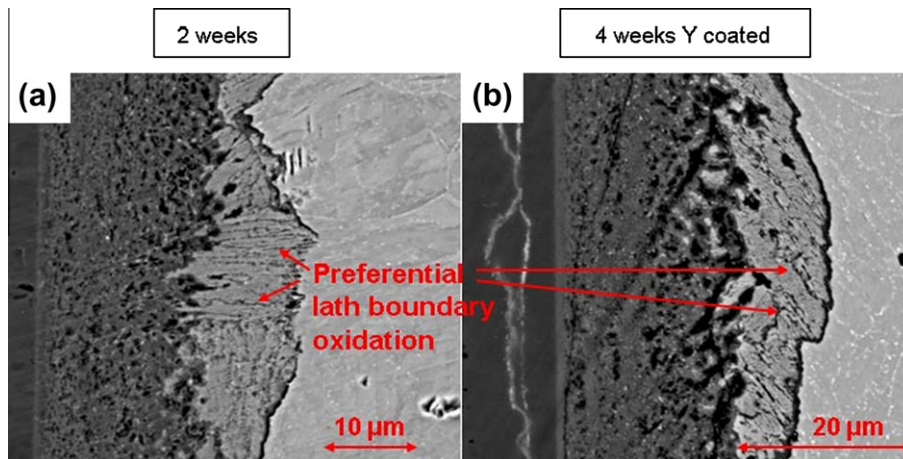 2 weeks
4 weeks Y coated
(a)
(b)
Preferential
lath boundary
oxidation
10 µm
20 µm